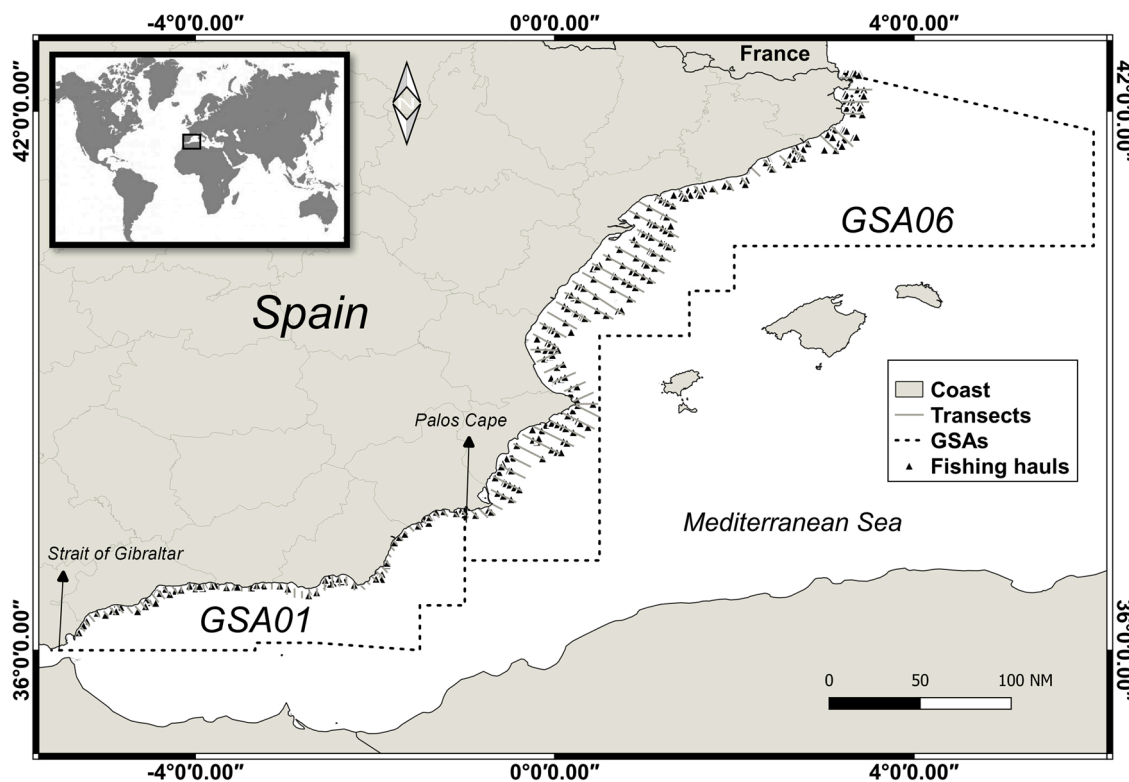 -4°0'0.00″ 0°0'0.00″ 4°0'0.00″
France
42°0'0.00″ 42°0'0.00″
N
GSA06
Spain
Coast
Transects
GSAs
Fishing hauls
Palos Cape
Mediterranean Sea
Strait of Gibraltar
GSA01
36°0'0.00″ 36°0'0.00″
0 50 100 NM
-4°0'0.00″ 0°0'0.00″ 4°0'0.00″